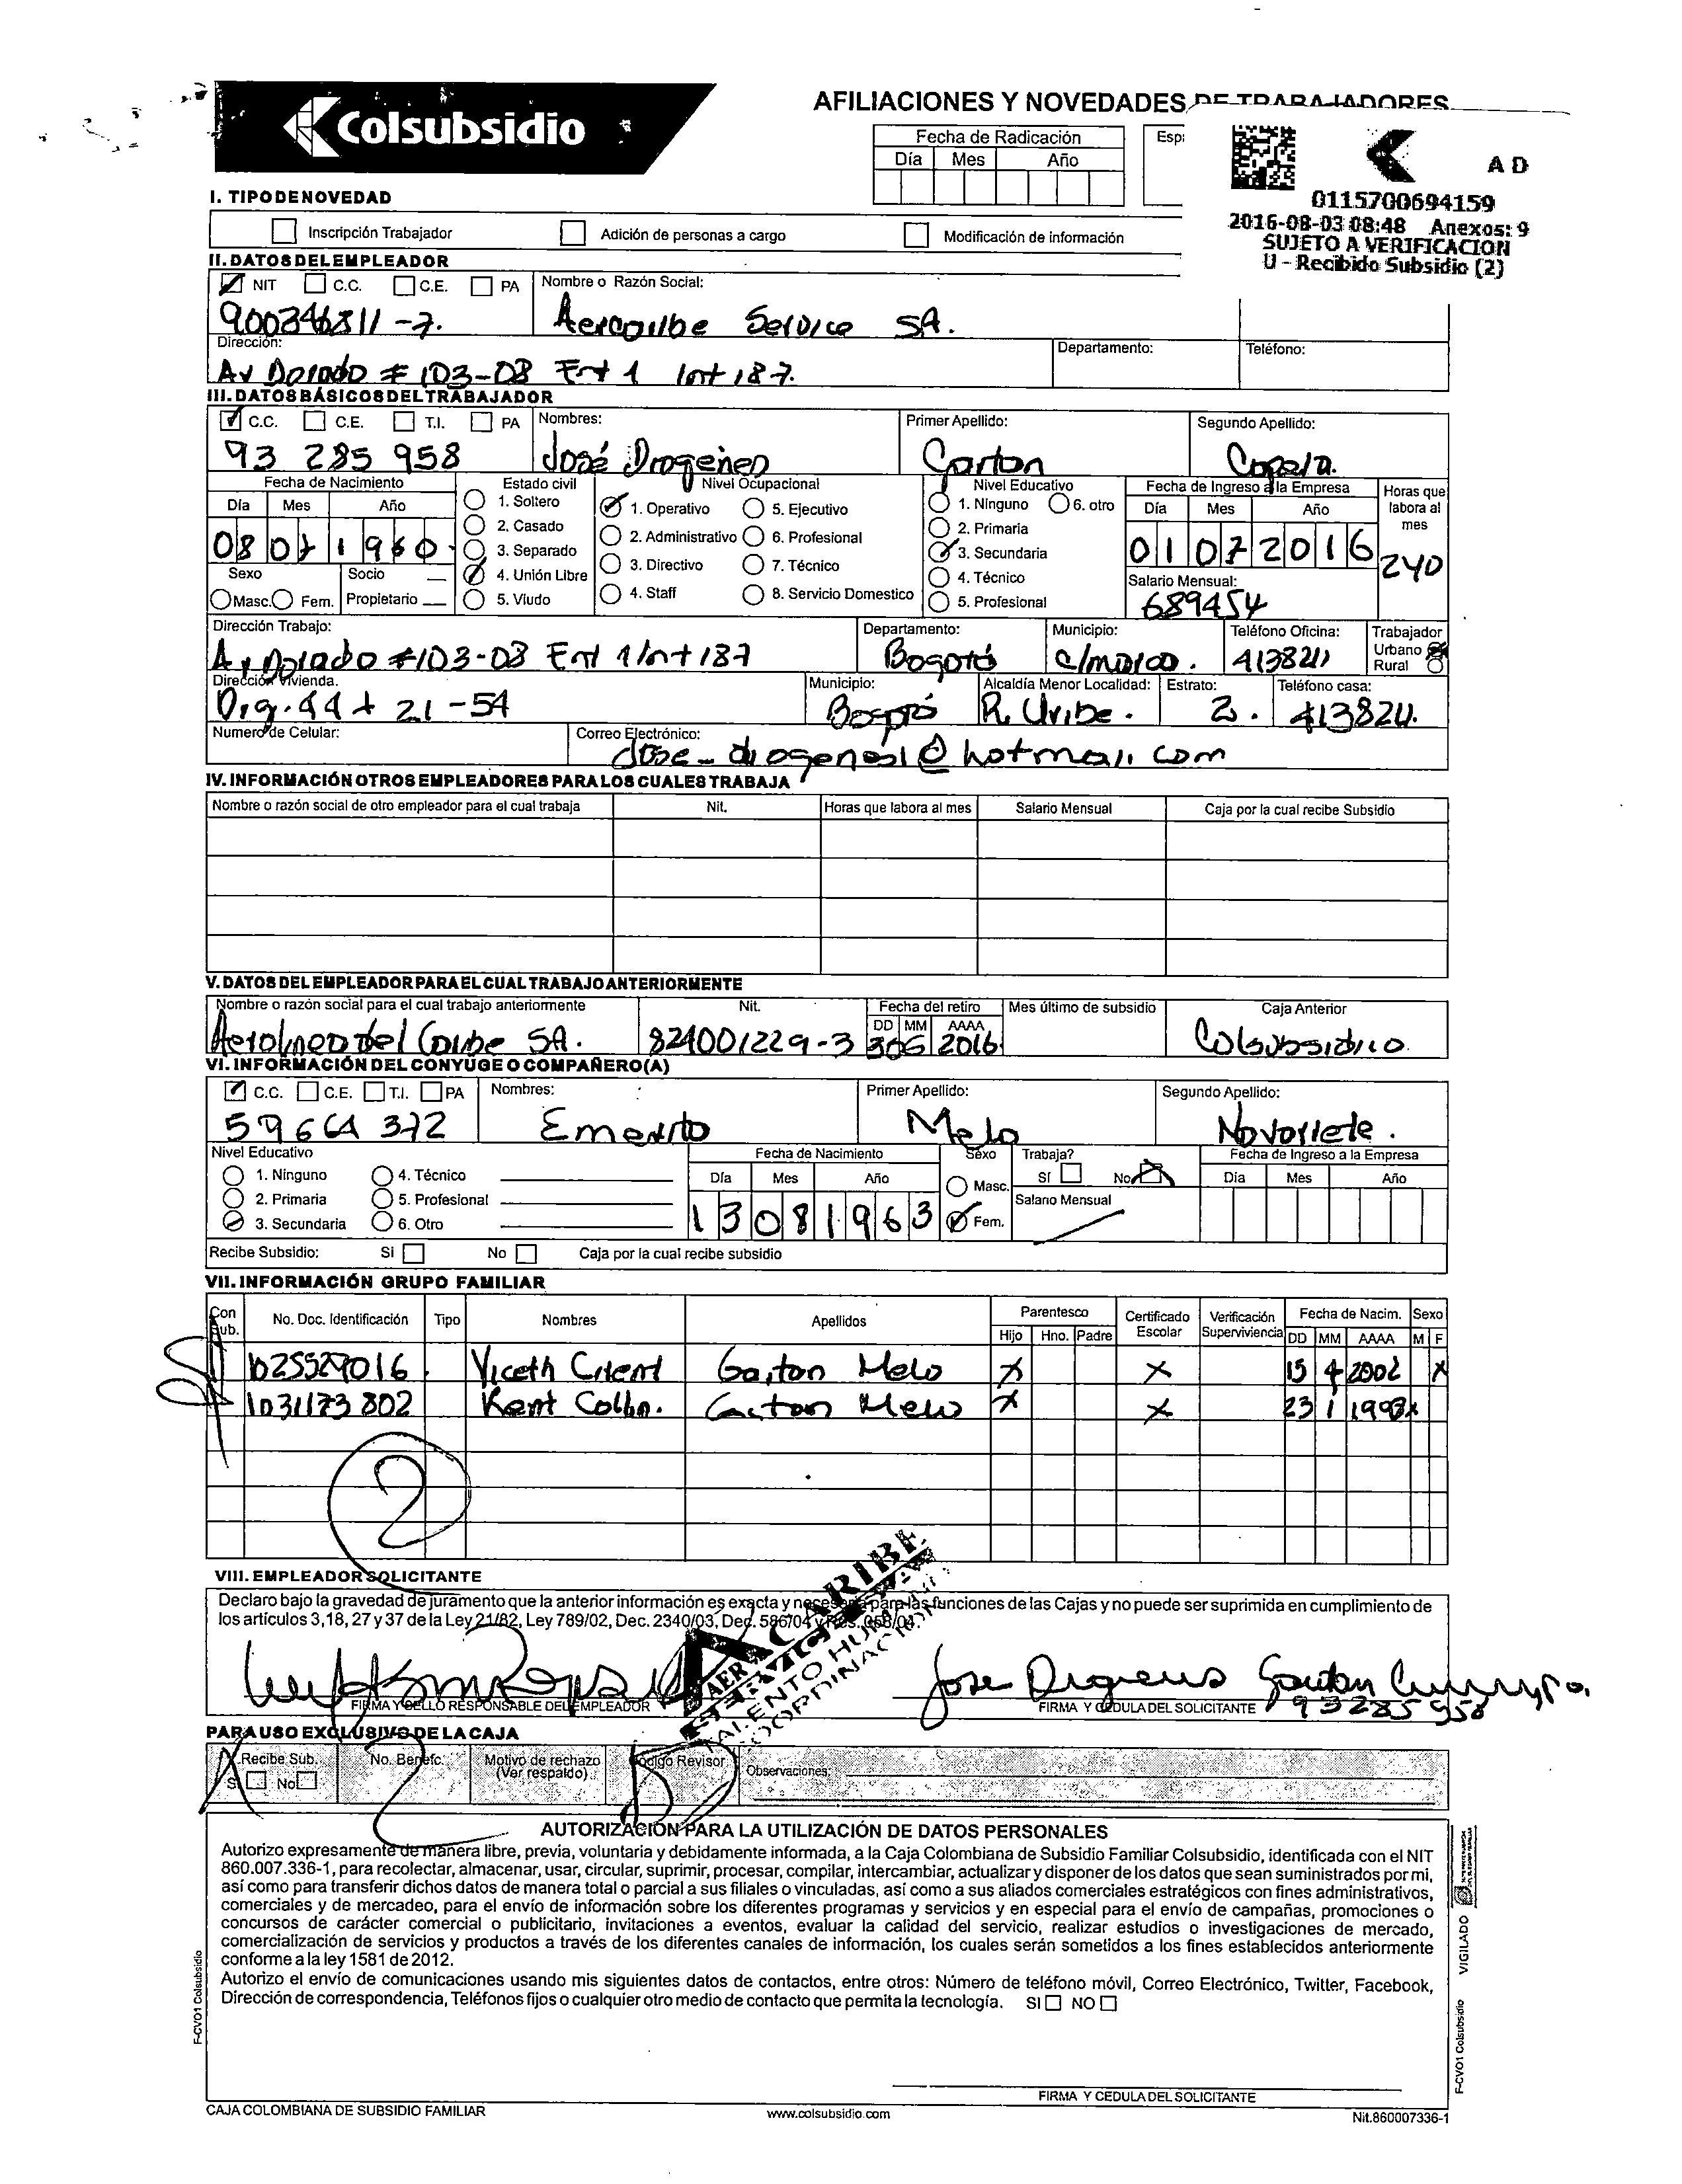 Colsubsidio
AFILIACIONES Y NOVEDADES DE TRABAJADORES
Fecha de Radicación
Día Mes Año
A D
0115700694159
2016-08-03 08:48 Anexos: 9
SUJETO A VERIFICACION
U - Recibido Subsidio (2)
I. TIPO DE NOVEDAD
Inscripción Trabajador Adición de personas a cargo Modificación de información
II. DATOS DEL EMPLEADOR
NIT C.C. C.E. PA Nombre o Razón Social:
900346811-7. Service SA.
Dirección: Departamento: Teléfono:
Av Dorado # 103-08 Ent 1 Int 187.
III. DATOS BÁSICOS DEL TRABAJADOR
C.C. C.E. T.I. PA Nombres: Primer Apellido: Segundo Apellido:
93 285 958 José Diogenes
Fecha de Nacimiento Estado civil Nivel Ocupacional Nivel Educativo Fecha de Ingreso a la Empresa Horas que labora al mes
Día Mes Año 1. Soltero 1. Operativo 5. Ejecutivo 1. Ninguno 6. otro Día Mes Año
2. Casado 2. Administrativo 6. Profesional 2. Primaria
08 07 1960 3. Separado 3. Secundaria 01 07 2016 240
Sexo Socio 4. Unión Libre 3. Directivo 7. Técnico 4. Técnico Salario Mensual:
Masc. Fem. Propietario 5. Viudo 4. Staff 8. Servicio Domestico 5. Profesional 689454
Dirección Trabajo: Departamento: Municipio: Teléfono Oficina: Trabajador
Urbano
Rural
Av Dorado #103-08 Ent 1 Int 187 Bogotá 4138211
Dirección Vivienda. Municipio: Alcaldía Menor Localidad: Estrato: Teléfono casa:
21-54 Bogotá R. Uribe. 2. 413821.
Numero de Celular: Correo Electrónico:
Jose_diogenes1@hotmail.com
IV. INFORMACIÓN OTROS EMPLEADORES PARA LOS CUALES TRABAJA
Nombre o razón social de otro empleador para el cual trabaja Nit. Horas que labora al mes Salario Mensual Caja por la cual recibe Subsidio
V. DATOS DEL EMPLEADOR PARA EL CUAL TRABAJO ANTERIORMENTE
Nombre o razón social para el cual trabajo anteriormente Nit. Fecha del retiro Mes último de subsidio Caja Anterior
DD MM AAAA
Aerolinea del Caribe SA. 824001229-3 2016 Colsubsidio
VI. INFORMACIÓN DEL CONYUGE O COMPAÑERO(A)
C.C. C.E. T.I. PA Nombres: Primer Apellido: Segundo Apellido:
59664372 Melo
Nivel Educativo Fecha de Nacimiento Sexo Trabaja? Fecha de Ingreso a la Empresa
1. Ninguno 4. Técnico Día Mes Año Masc. SI No Día Mes Año
2. Primaria 5. Profesional Salario Mensual
3. Secundaria 6. Otro 13 08 1963 Fem.
Recibe Subsidio: SI No Caja por la cual recibe subsidio
VII. INFORMACIÓN GRUPO FAMILIAR
Con Sub. No. Doc. Identificación Tipo Nombres Apellidos Parentesco Certificado Escolar Verificación Superviviencia Fecha de Nacim. Sexo
Hijo Hno. Padre DD MM AAAA M F
Gaiton Melo X X 15 4 2002 X
1031173802 Kent Gaiton Melo X X 23 1 X
2
VIII. EMPLEADOR SOLICITANTE
Declaro bajo la gravedad de juramento que la anterior información es exacta y necesaria para las funciones de las Cajas y no puede ser suprimida en cumplimiento de
los artículos 3,18, 27 y 37 de la Ley 21/82, Ley 789/02, Dec. 2340/03, Dec. 586/04 y Res. 058/04.
AEROCARIBE
SERVICE SA
TALENTO HUMANO
COORDINACION
Jose Diogenes Gaitan
FIRMA Y SELLO RESPONSABLE DEL EMPLEADOR FIRMA Y CEDULA DEL SOLICITANTE 93285958
PARA USO EXCLUSIVO DE LA CAJA
Recibe Sub. No. Benefc. Motivo de rechazo Codigo Revisor Observaciones:
SI No (Ver respaldo)
AUTORIZACIÓN PARA LA UTILIZACIÓN DE DATOS PERSONALES
Autorizo expresamente de manera libre, previa, voluntaria y debidamente informada, a la Caja Colombiana de Subsidio Familiar Colsubsidio, identificada con el NIT
860.007.336-1, para recolectar, almacenar, usar, circular, suprimir, procesar, compilar, intercambiar, actualizar y disponer de los datos que sean suministrados por mi,
así como para transferir dichos datos de manera total o parcial a sus filiales o vinculadas, así como a sus aliados comerciales estratégicos con fines administrativos,
comerciales y de mercadeo, para el envío de información sobre los diferentes programas y servicios y en especial para el envío de campañas, promociones o
concursos de carácter comercial o publicitario, invitaciones a eventos, evaluar la calidad del servicio, realizar estudios o investigaciones de mercado,
comercialización de servicios y productos a través de los diferentes canales de información, los cuales serán sometidos a los fines establecidos anteriormente
conforme a la ley 1581 de 2012.
Autorizo el envío de comunicaciones usando mis siguientes datos de contactos, entre otros: Número de teléfono móvil, Correo Electrónico, Twitter, Facebook,
Dirección de correspondencia, Teléfonos fijos o cualquier otro medio de contacto que permita la tecnología. SI NO
FIRMA Y CEDULA DEL SOLICITANTE
CAJA COLOMBIANA DE SUBSIDIO FAMILIAR www.colsubsidio.com Nit.860007336-1
F-CVO1 Colsubsidio
VIGILADO
F-CVO1 Colsubsidio